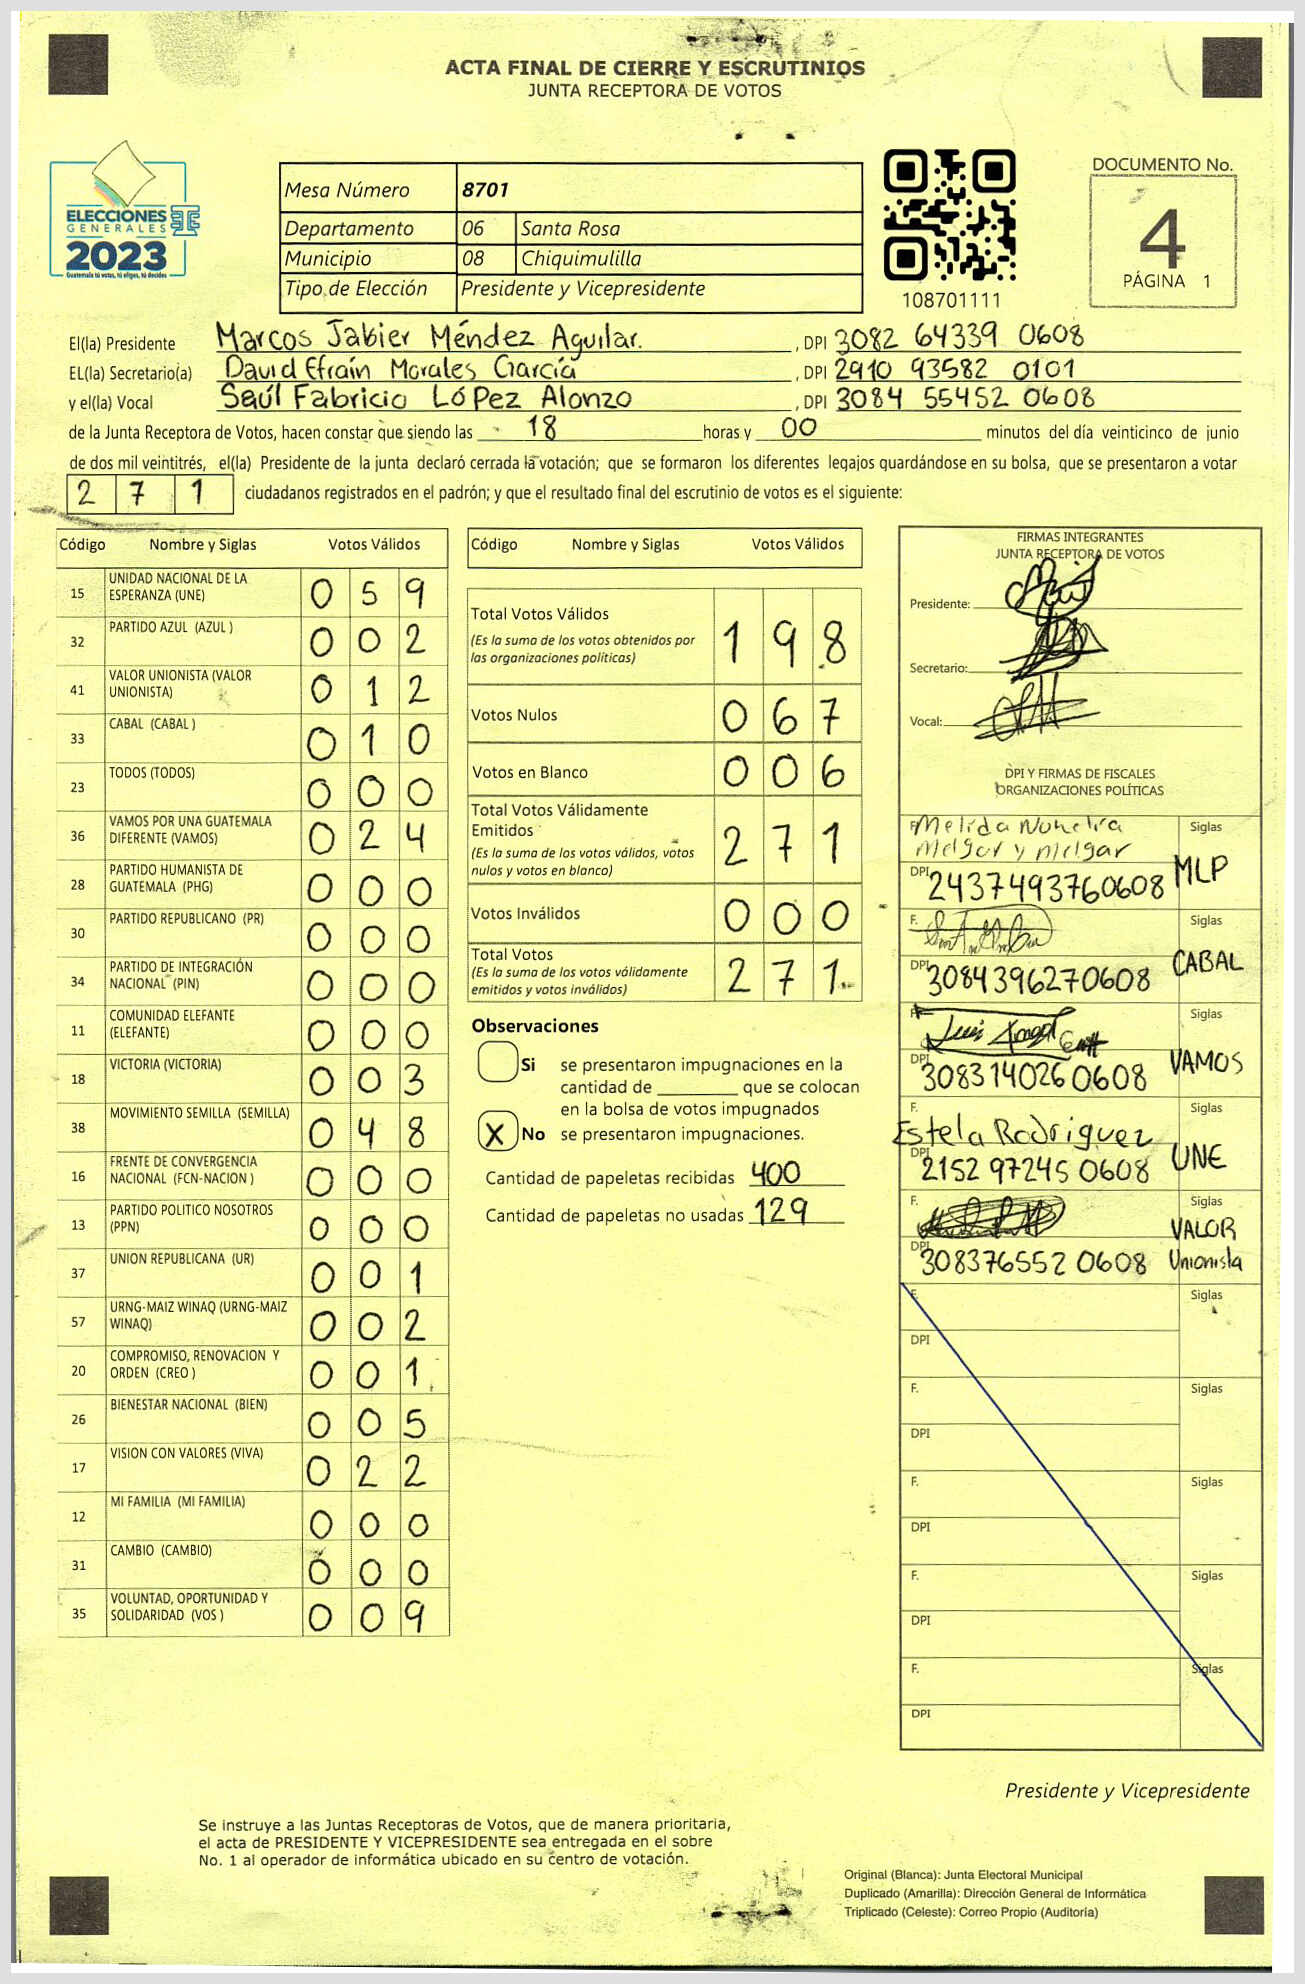 ACTA FINAL DE CIERRE Y ESCRUTINIOS
JUNTA RECEPTORA DE VOTOS
ELECCIONES
GENERALES
2023
Guatemala tú votas, tú eliges, tú decides
Mesa Número 8701
Departamento 06 Santa Rosa
Municipio 08 Chiquimulilla
Tipo de Elección Presidente y Vicepresidente
108701111
DOCUMENTO No.
4
PÁGINA 1
El(la) Presidente Marcos Jabier Méndez Aguilar. , DPI 3082 64339 0608
EL(la) Secretario(a) David Efraín Morales García , DPI 2910 93582 0101
y el(la) Vocal Saúl Fabricio López Alonzo , DPI 3084 55452 0608
de la Junta Receptora de Votos, hacen constar que siendo las 18 horas y 00 minutos del día veinticinco de junio
de dos mil veintitrés, el(la) Presidente de la junta declaró cerrada la votación; que se formaron los diferentes legajos quardándose en su bolsa, que se presentaron a votar
2 7 1 ciudadanos registrados en el padrón; y que el resultado final del escrutinio de votos es el siguiente:
Código Nombre y Siglas Votos Válidos
15 UNIDAD NACIONAL DE LA ESPERANZA (UNE) 0 5 9
32 PARTIDO AZUL (AZUL ) 0 0 2
41 VALOR UNIONISTA (VALOR UNIONISTA) 0 1 2
33 CABAL (CABAL ) 0 1 0
23 TODOS (TODOS) 0 0 0
36 VAMOS POR UNA GUATEMALA DIFERENTE (VAMOS) 0 2 4
28 PARTIDO HUMANISTA DE GUATEMALA (PHG) 0 0 0
30 PARTIDO REPUBLICANO (PR) 0 0 0
34 PARTIDO DE INTEGRACIÓN NACIONAL (PIN) 0 0 0
11 COMUNIDAD ELEFANTE (ELEFANTE) 0 0 0
18 VICTORIA (VICTORIA) 0 0 3
38 MOVIMIENTO SEMILLA (SEMILLA) 0 4 8
16 FRENTE DE CONVERGENCIA NACIONAL (FCN-NACION ) 0 0 0
13 PARTIDO POLITICO NOSOTROS (PPN) 0 0 0
37 UNION REPUBLICANA (UR) 0 0 1
57 URNG-MAIZ WINAQ (URNG-MAIZ WINAQ) 0 0 2
20 COMPROMISO, RENOVACION Y ORDEN (CREO ) 0 0 1
26 BIENESTAR NACIONAL (BIEN) 0 0 5
17 VISION CON VALORES (VIVA) 0 2 2
12 MI FAMILIA (MI FAMILIA) 0 0 0
31 CAMBIO (CAMBIO) 0 0 0
35 VOLUNTAD, OPORTUNIDAD Y SOLIDARIDAD (VOS ) 0 0 9
Código Nombre y Siglas Votos Válidos
Total Votos Válidos 1 9 8
(Es la suma de los votos obtenidos por
las organizaciones políticas)
Votos Nulos 0 6 7
Votos en Blanco 0 0 6
Total Votos Válidamente
Emitidos 2 7 1
(Es la suma de los votos válidos, votos
nulos y votos en blanco)
Votos Inválidos 0 0 0
Total Votos 2 7 1
(Es la suma de los votos válidamente
emitidos y votos inválidos)
Observaciones
Si se presentaron impugnaciones en la
cantidad de ________ que se colocan
en la bolsa de votos impugnados
X No se presentaron impugnaciones.
Cantidad de papeletas recibidas 400
Cantidad de papeletas no usadas 129
FIRMAS INTEGRANTES
JUNTA RECEPTORA DE VOTOS
Presidente:
Secretario:
Vocal:
DPI Y FIRMAS DE FISCALES
ORGANIZACIONES POLÍTICAS
F. Melida Melgar y Melgar Siglas
DPI 2437493760608 MLP
F. Siglas
DPI 3084396270608 CABAL
F. Luis Angel Siglas
DPI 3083140260608 VAMOS
F. Estela Rodriguez Siglas
DPI 2152 97245 0608 UNE
F. Siglas
DPI 308376552 0608 VALOR Unionista
F. Siglas
DPI
F. Siglas
DPI
F. Siglas
DPI
F. Siglas
DPI
F. Siglas
DPI
Presidente y Vicepresidente
Se instruye a las Juntas Receptoras de Votos, que de manera prioritaria,
el acta de PRESIDENTE Y VICEPRESIDENTE sea entregada en el sobre
No. 1 al operador de informática ubicado en su centro de votación.
Original (Blanca): Junta Electoral Municipal
Duplicado (Amarilla): Dirección General de Informática
Triplicado (Celeste): Correo Propio (Auditoría)